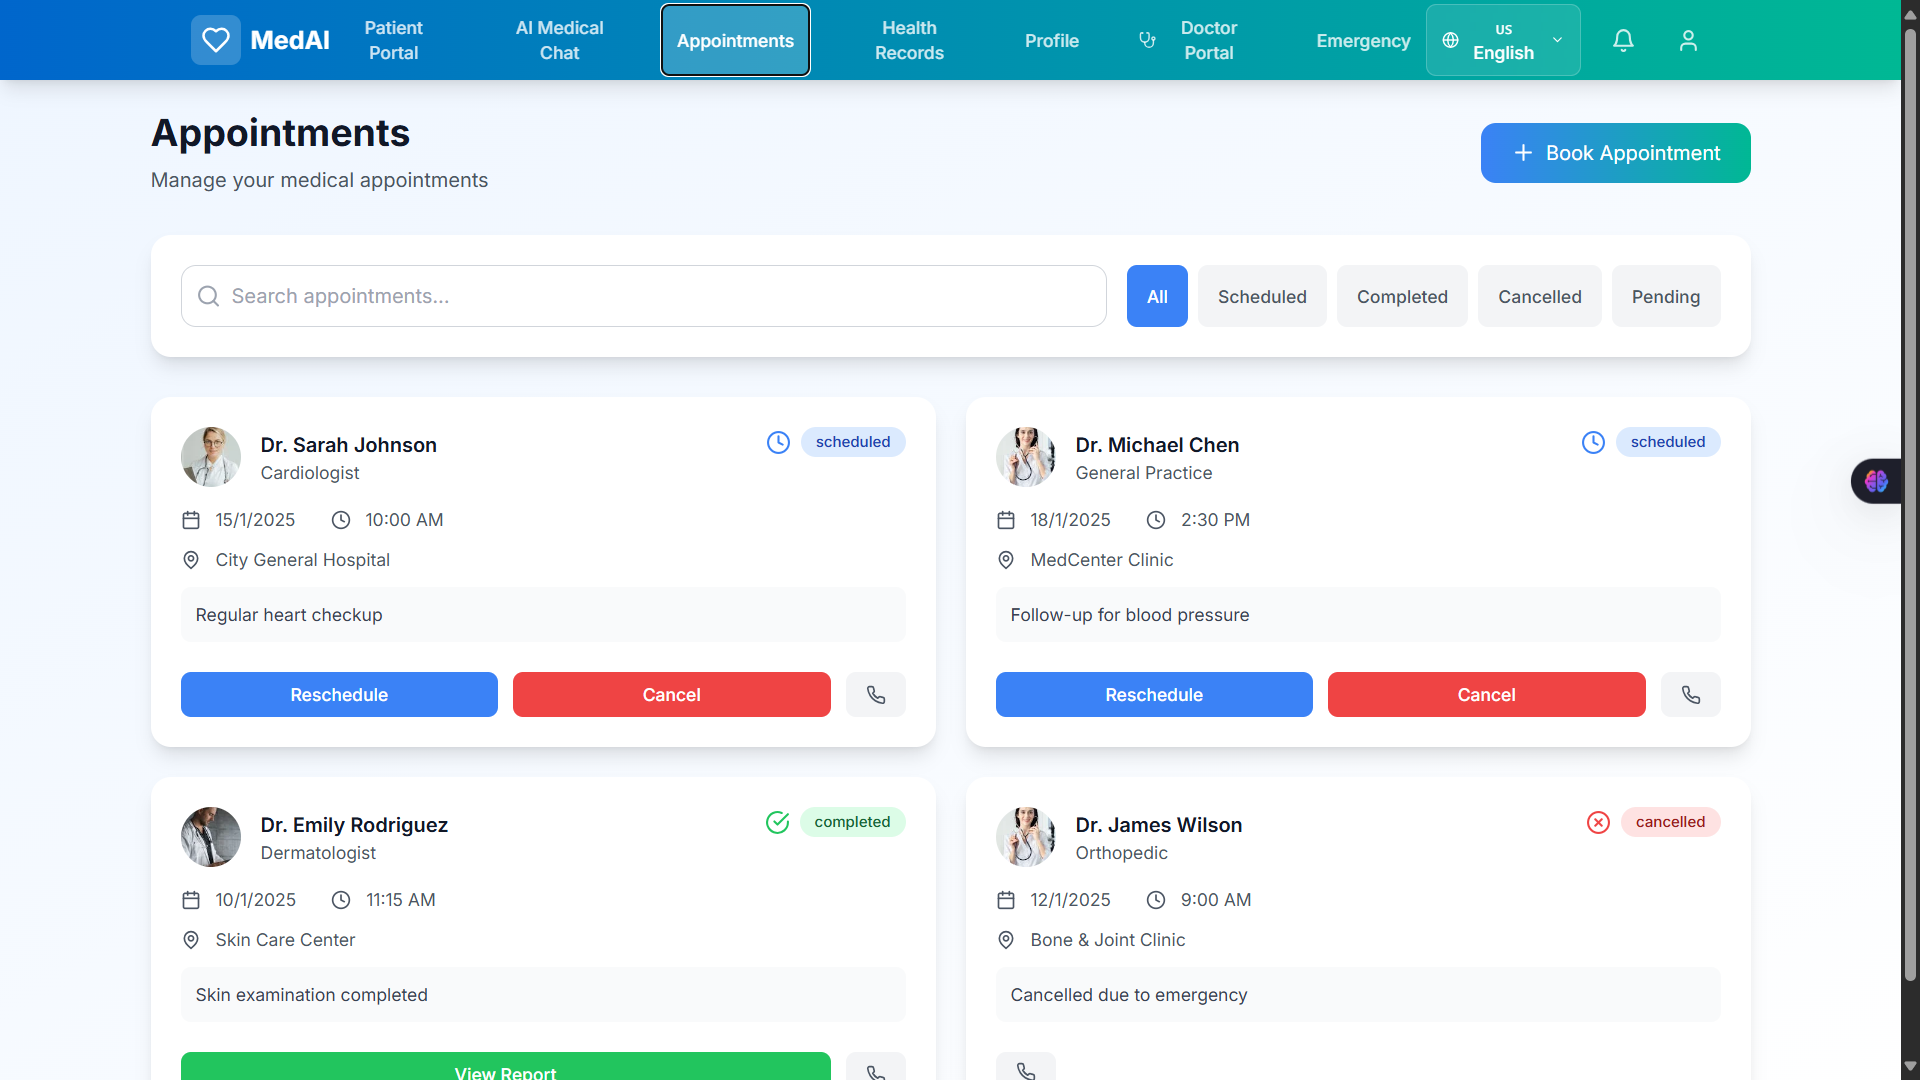 MedAI
Patient
Portal
AI Medical
Chat
Appointments
Health
Records
Profile
Doctor
Portal
Emergency
US
English
Appointments
Manage your medical appointments
Book Appointment
Search appointments...
All
Scheduled
Completed
Cancelled
Pending
Dr. Sarah Johnson
Cardiologist
scheduled
15/1/2025
10:00 AM
City General Hospital
Regular heart checkup
Reschedule
Cancel
Dr. Michael Chen
General Practice
scheduled
18/1/2025
2:30 PM
MedCenter Clinic
Follow-up for blood pressure
Reschedule
Cancel
Dr. Emily Rodriguez
Dermatologist
completed
10/1/2025
11:15 AM
Skin Care Center
Skin examination completed
View Report
Dr. James Wilson
Orthopedic
cancelled
12/1/2025
9:00 AM
Bone & Joint Clinic
Cancelled due to emergency